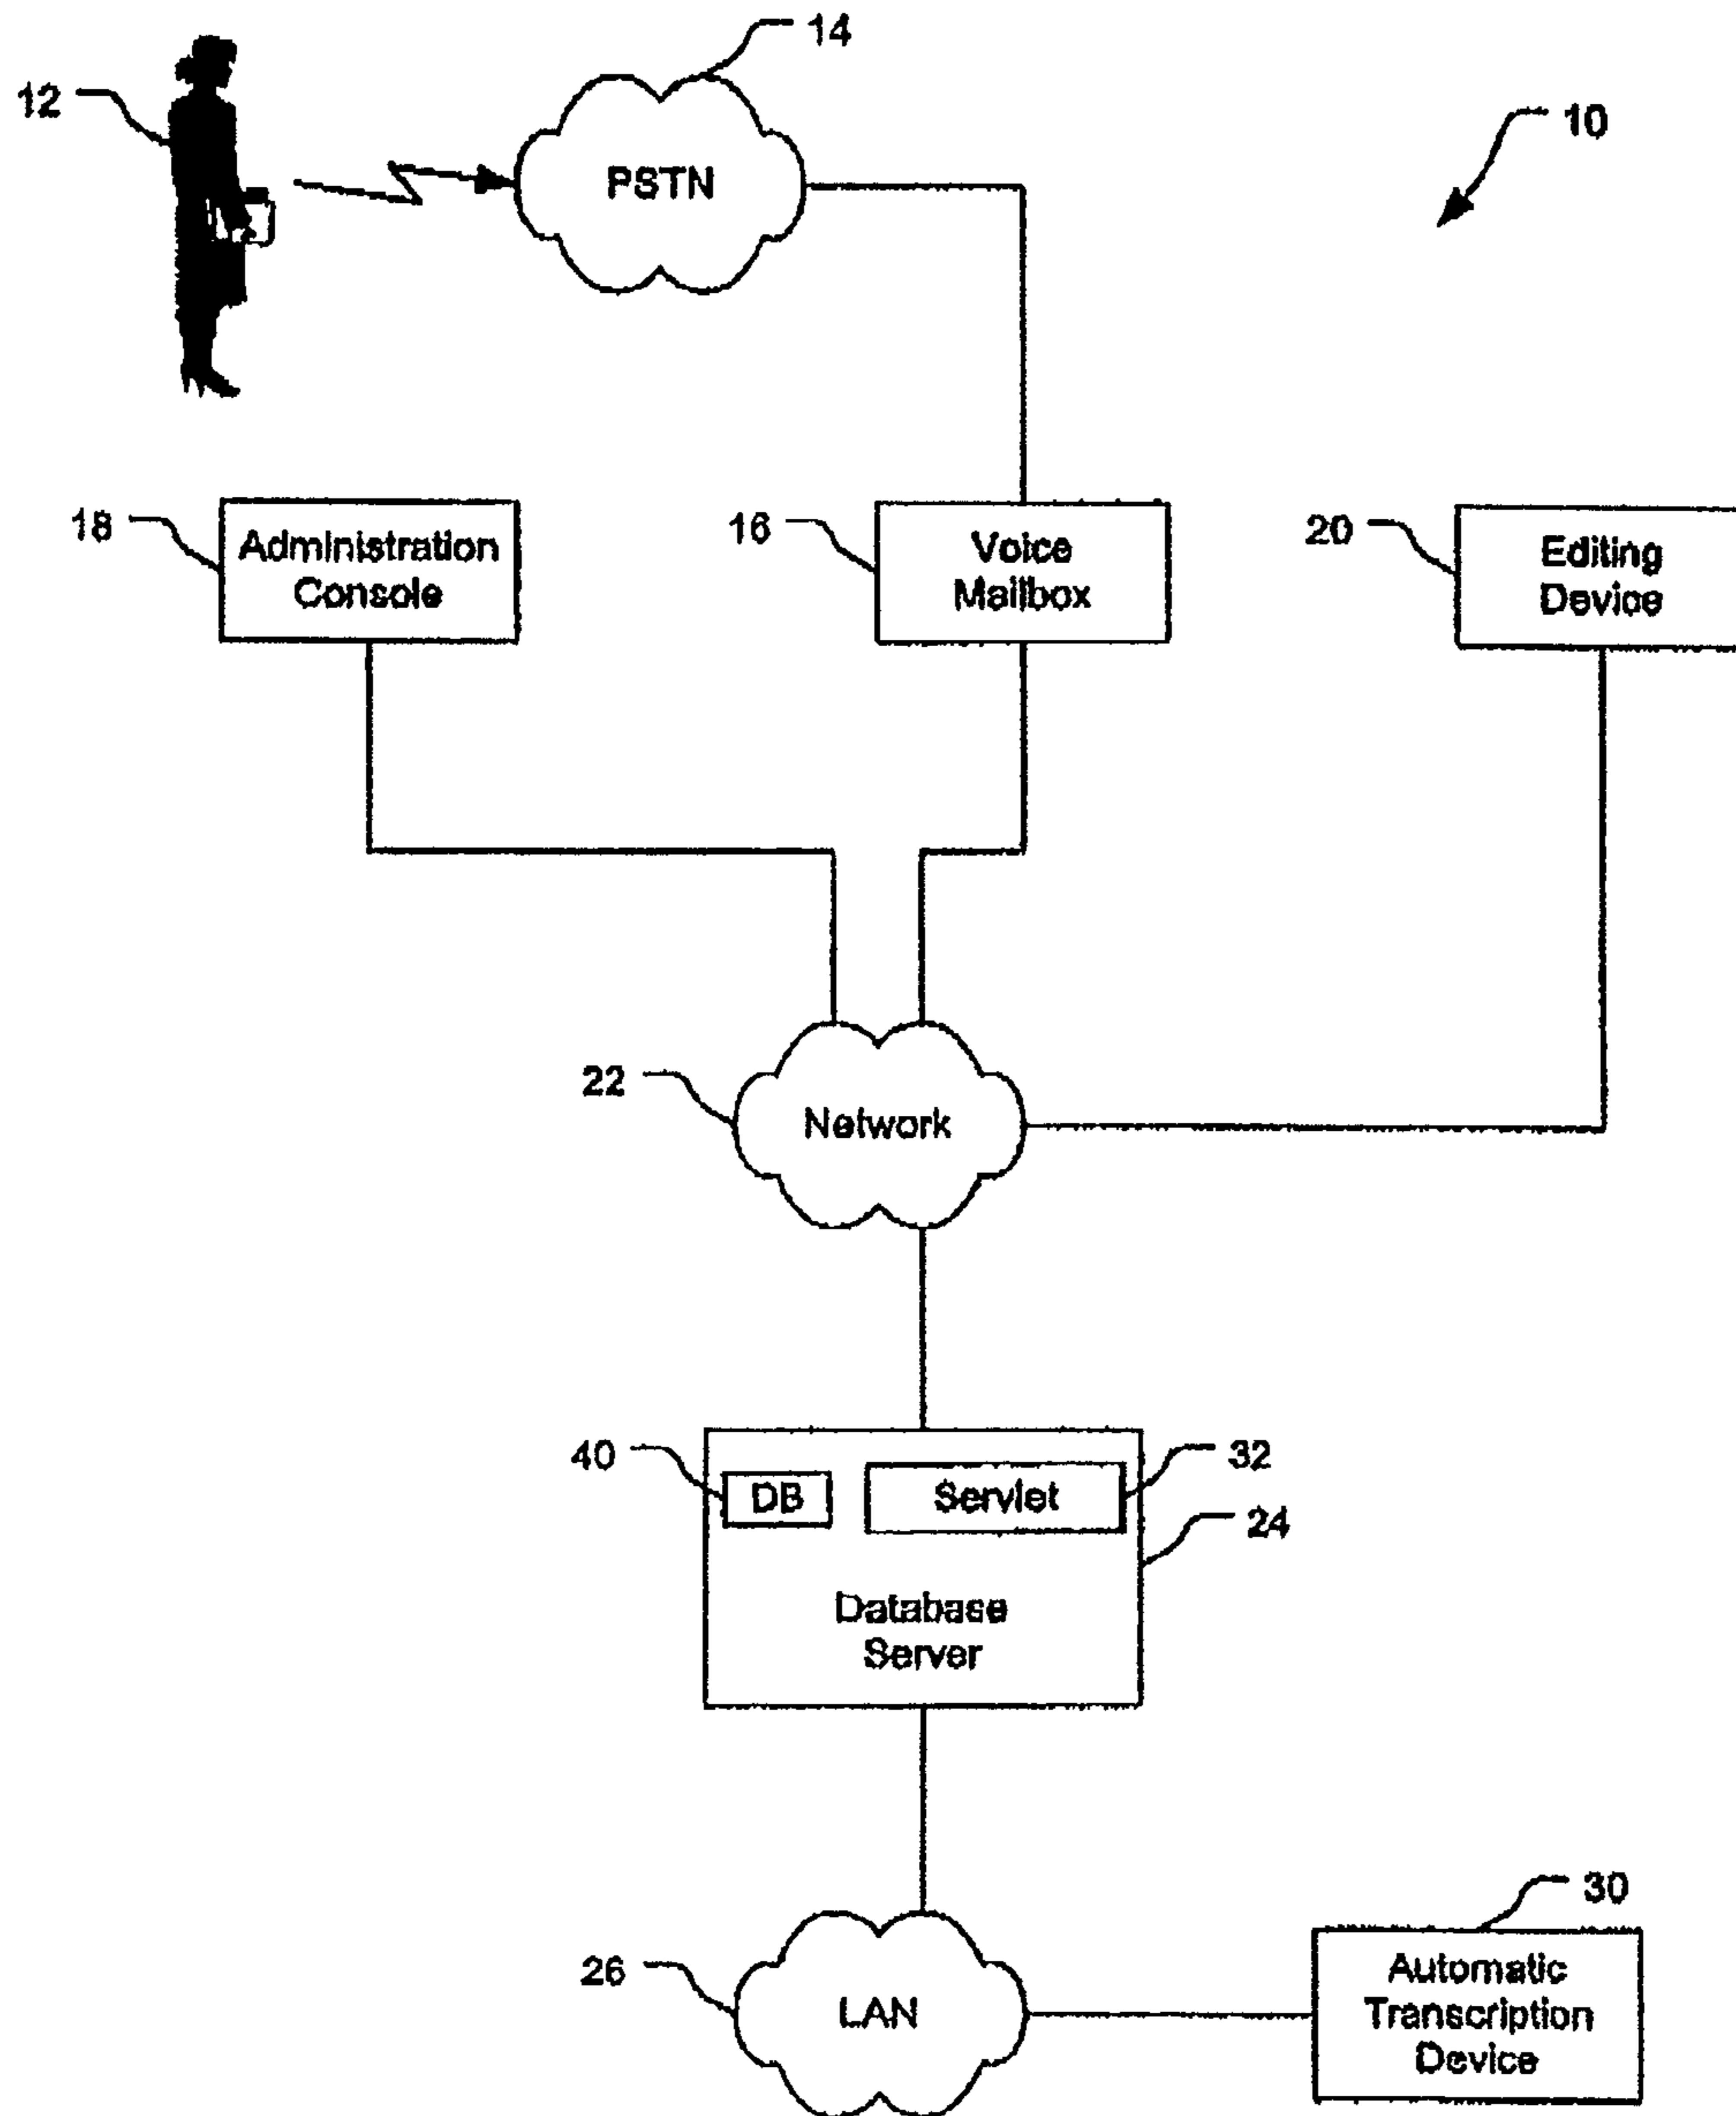 14
12
10
PSTN
18
Administration
Console
16
Voice
Mailbox
20
Editing
Device
22
Network
40
DB
Servlet
32
24
Database
Server
26
LAN
30
Automatic
Transcription
Device